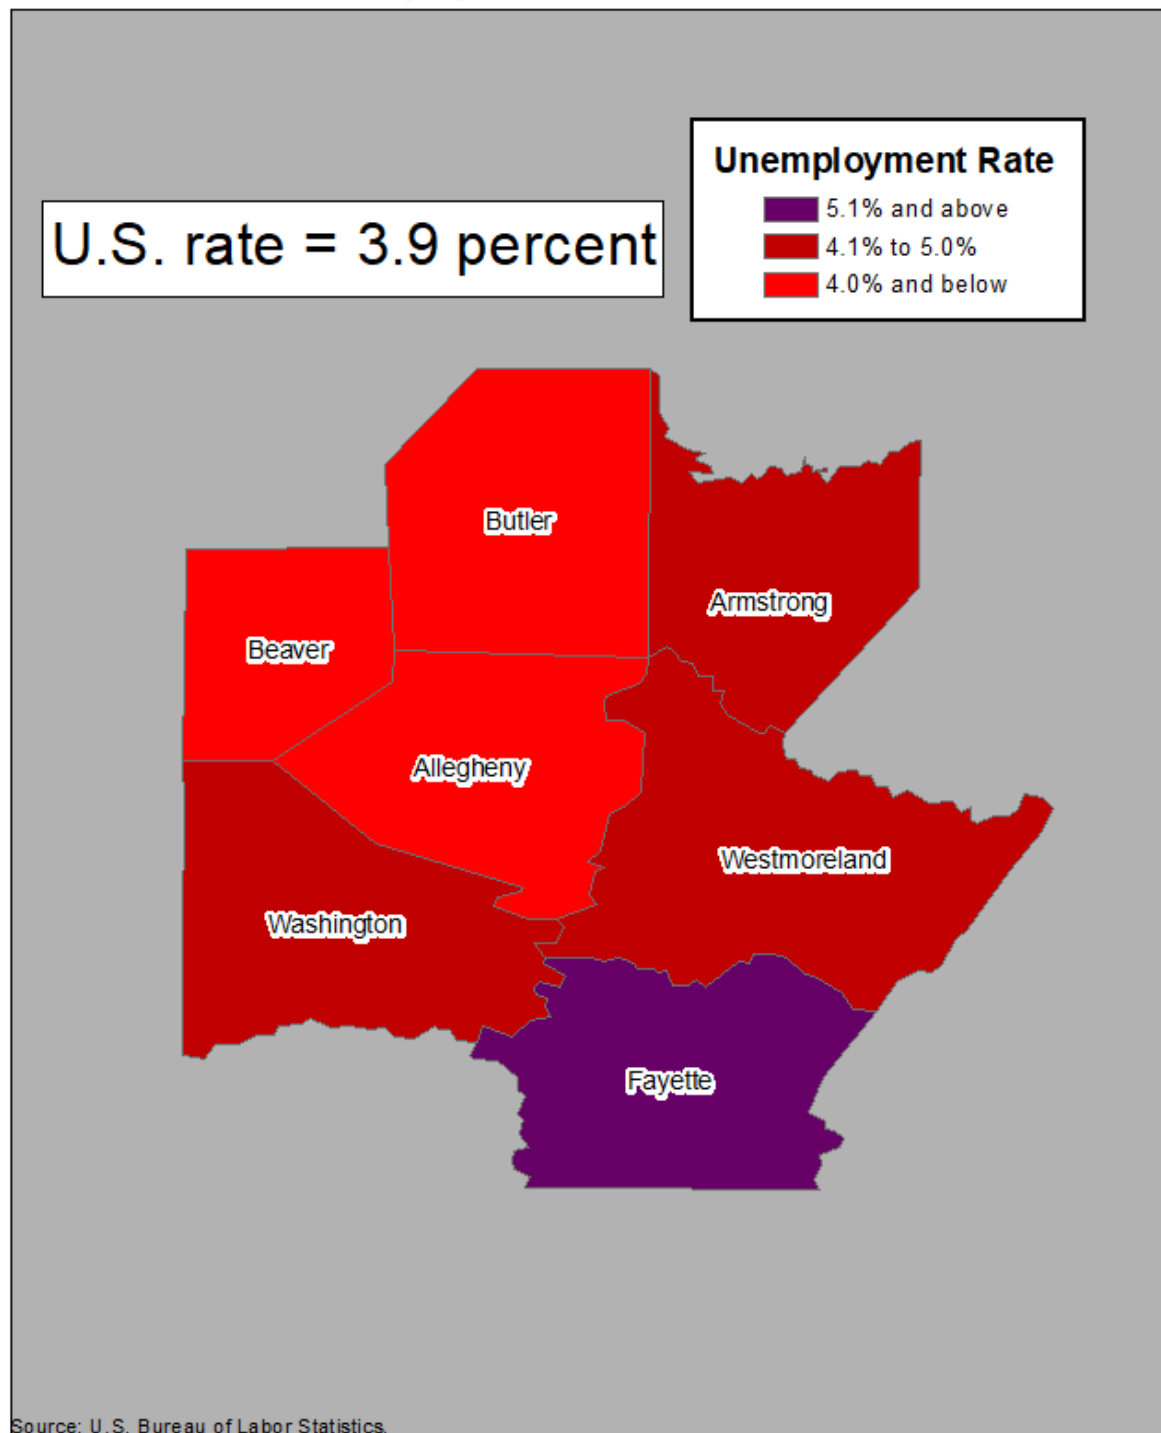 Unemployment Rate
5.1% and above
4.1% to 5.0%
4.0% and below
U.S. rate = 3.9 percent
Butler
Armstrong
Beaver
Allegheny
Westmoreland
Washington
Fayette
Source: U.S. Bureau of Labor Statistics.